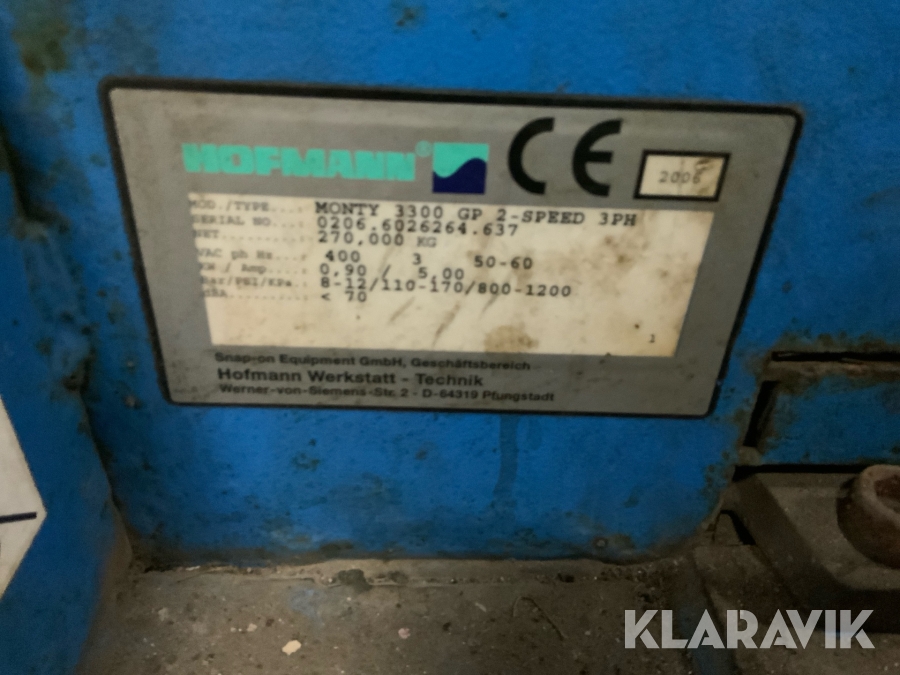 HOFMANN® CE 2006
MOD./TYPE...: MONTY 3300 GP 2-SPEED 3PH
SERIAL NO...: 0206.6026264.637
NET.........: 270,000 KG
VAC ph Hz...: 400 3 50-60
KW / Amp....: 0,90 / 5,00
Bar/PSI/KPa.: 8-12/110-170/800-1200
dBA.........: < 70
1
Snap-on Equipment GmbH, Geschäftsbereich
Hofmann Werkstatt - Technik
Werner-von-Siemens-Str. 2 - D-64319 Pfungstadt
KLARAVIK